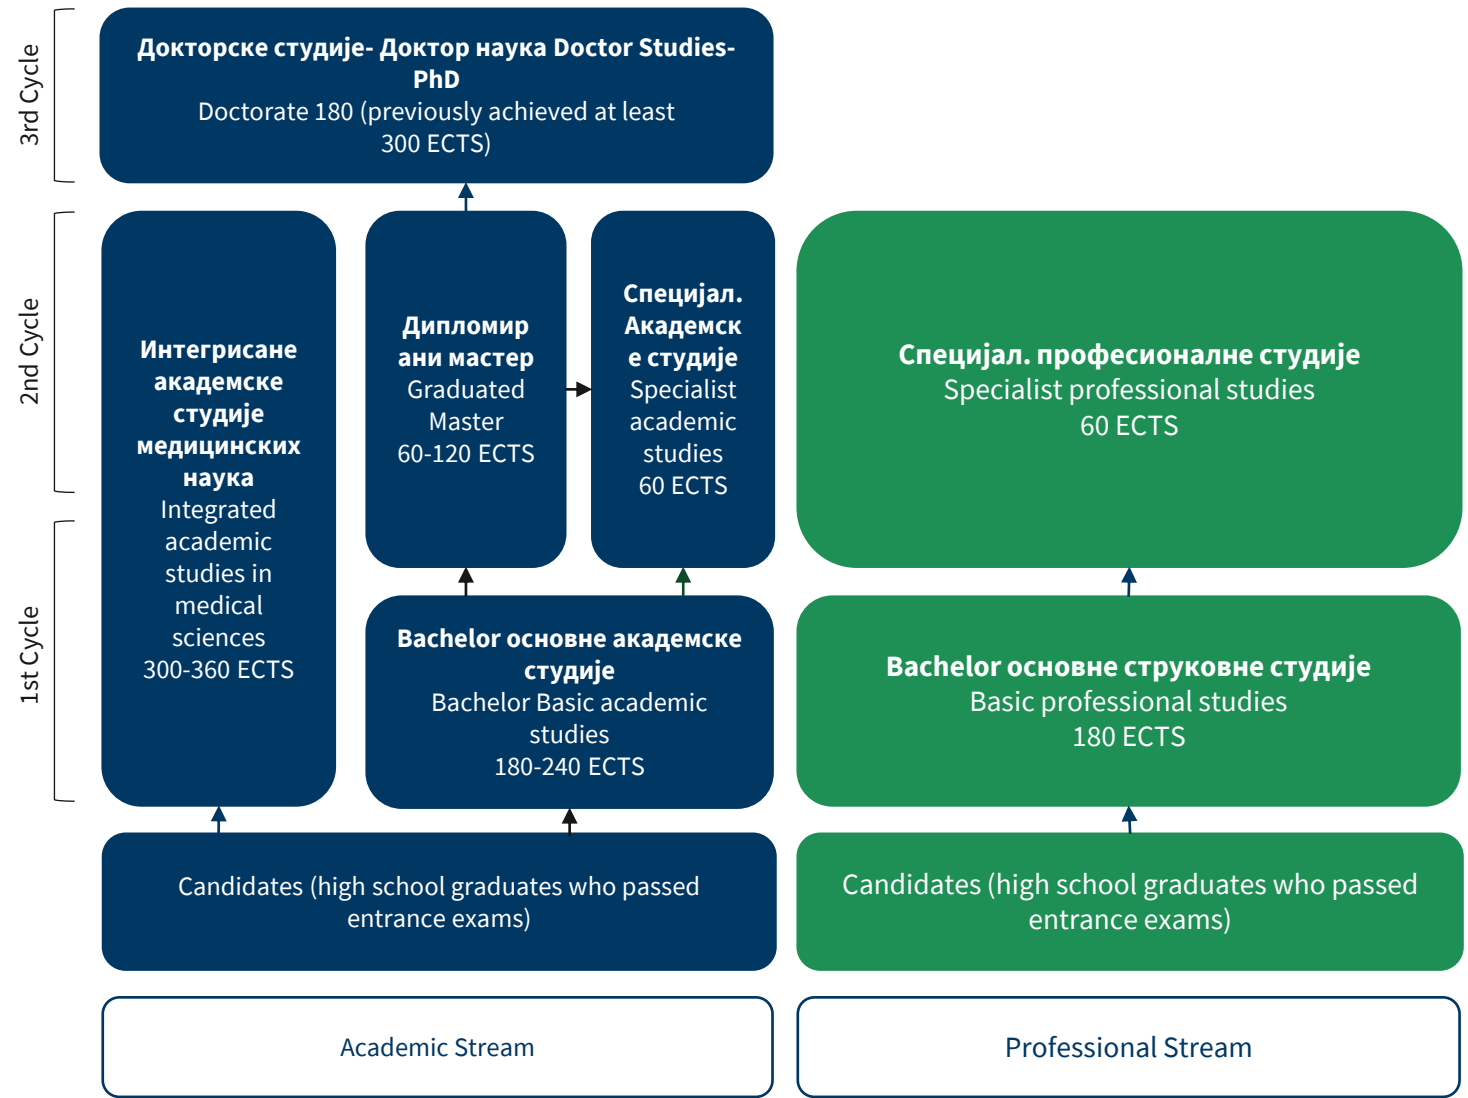 3rd Cycle
Докторске студије- Доктор наука Doctor Studies-
PhD
Doctorate 180 (previously achieved at least
300 ECTS)
2nd Cycle
1st Cycle
Интегрисане
академске
студије
медицинских
наука
Integrated
academic
studies in
medical
sciences
300-360 ECTS
Дипломир
ани мастер
Graduated
Master
60-120 ECTS
Специјал.
Академск
е студије
Specialist
academic
studies
60 ECTS
Специјал. професионалне студије
Specialist professional studies
60 ECTS
Bachelor основне академске
студије
Bachelor Basic academic
studies
180-240 ECTS
Bachelor основне струковне студије
Basic professional studies
180 ECTS
Candidates (high school graduates who passed
entrance exams)
Candidates (high school graduates who passed
entrance exams)
Academic Stream
Professional Stream